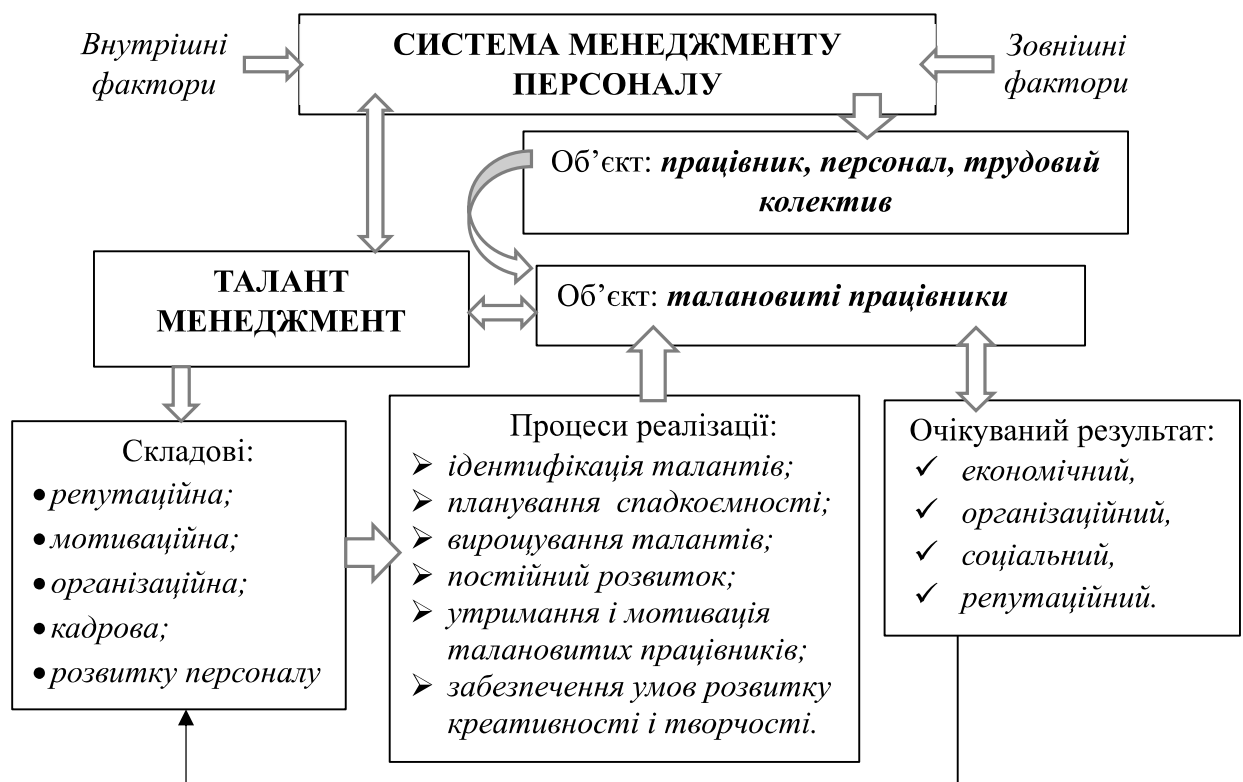 Внутрішні
фактори
СИСТЕМА МЕНЕДЖМЕНТУ
ПЕРСОНАЛУ
Зовнішні
фактори
Об’єкт: працівник, персонал, трудовий
колектив
ТАЛАНТ
МЕНЕДЖМЕНТ
Об’єкт: талановиті працівники
Складові:
• репутаційна;
• мотиваційна;
• організаційна;
• кадрова;
• розвитку персоналу
Процеси реалізації:
➢ ідентифікація талантів;
➢ планування спадкоємності;
➢ вирощування талантів;
➢ постійний розвиток;
➢ утримання і мотивація
талановитих працівників;
➢ забезпечення умов розвитку
креативності і творчості.
Очікуваний результат:
✓ економічний,
✓ організаційний,
✓ соціальний,
✓ репутаційний.